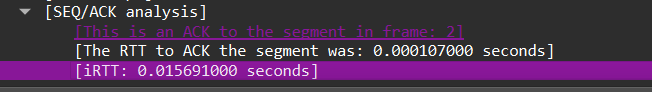 [SEQ/ACK analysis]
[This is an ACK to the segment in frame: 2]
[The RTT to ACK the segment was: 0.000107000 seconds]
[iRTT: 0.015691000 seconds]